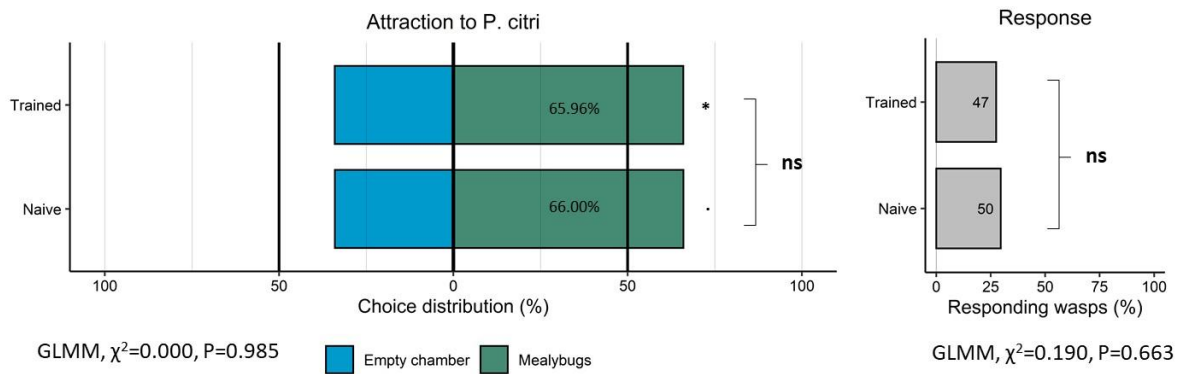 Attraction to P. citri
Trained
65.96%
*
Naive
66.00%
.
ns
100
50
0
50
100
Choice distribution (%)
GLMM, χ²=0.000, P=0.985
Empty chamber
Mealybugs
Response
Trained
47
Naive
50
ns
0
25
50
75
100
Responding wasps (%)
GLMM, χ²=0.190, P=0.663